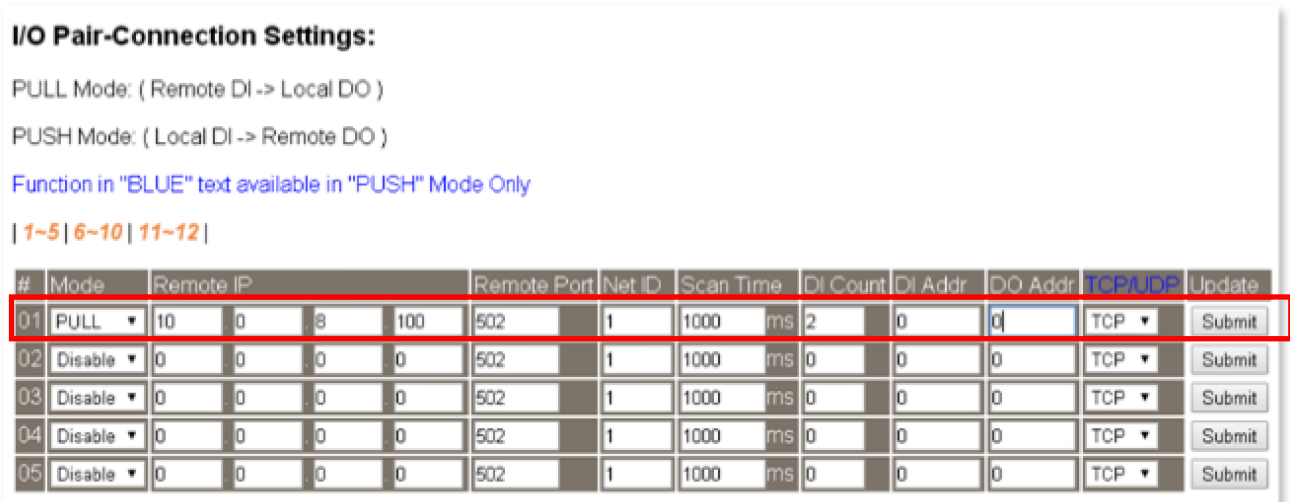 I/O Pair-Connection Settings:
PULL Mode: ( Remote DI -> Local DO )
PUSH Mode: ( Local DI -> Remote DO )
Function in "BLUE" text available in "PUSH" Mode Only
| 1~5 | 6~10 | 11~12 |
# Mode Remote IP Remote Port Net ID Scan Time DI Count DI Addr DO Addr TCP/UDP Update
01 PULL 10 . 0 . 8 . 100 502 1 1000 ms 2 0 0 TCP Submit
02 Disable 0 . 0 . 0 . 0 502 1 1000 ms 0 0 0 TCP Submit
03 Disable 0 . 0 . 0 . 0 502 1 1000 ms 0 0 0 TCP Submit
04 Disable 0 . 0 . 0 . 0 502 1 1000 ms 0 0 0 TCP Submit
05 Disable 0 . 0 . 0 . 0 502 1 1000 ms 0 0 0 TCP Submit